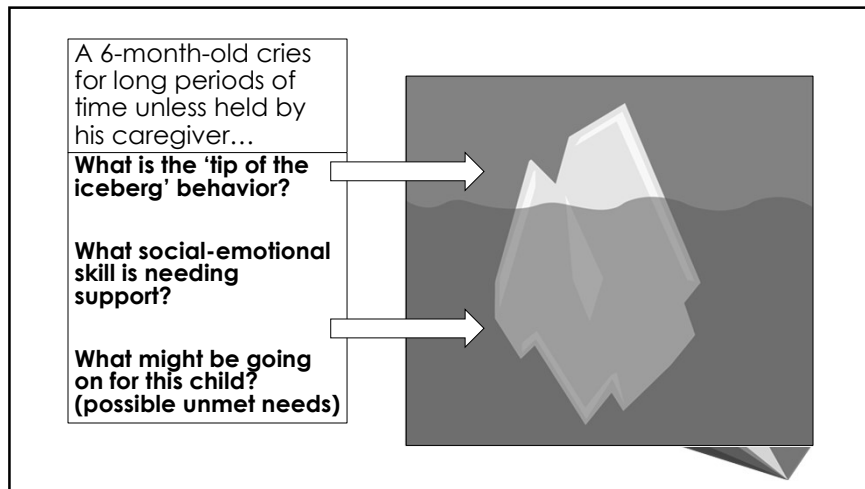 A 6-month-old cries
for long periods of
time unless held by
his caregiver…
What is the ‘tip of the
iceberg’ behavior?
What social-emotional
skill is needing
support?
What might be going
on for this child?
(possible unmet needs)